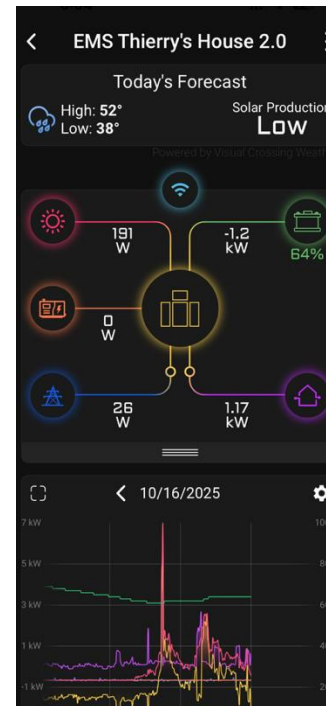 EMS Thierry's House 2.0
Today's Forecast
High: 52°
Low: 38°
Solar Production
Low
Powered by Visual Crossing Weath
191
W
-1.2
kW
64%
0
W
26
W
1.17
kW
10/16/2025
7 kW
5 kW
3 kW
1 kW
-1 kW